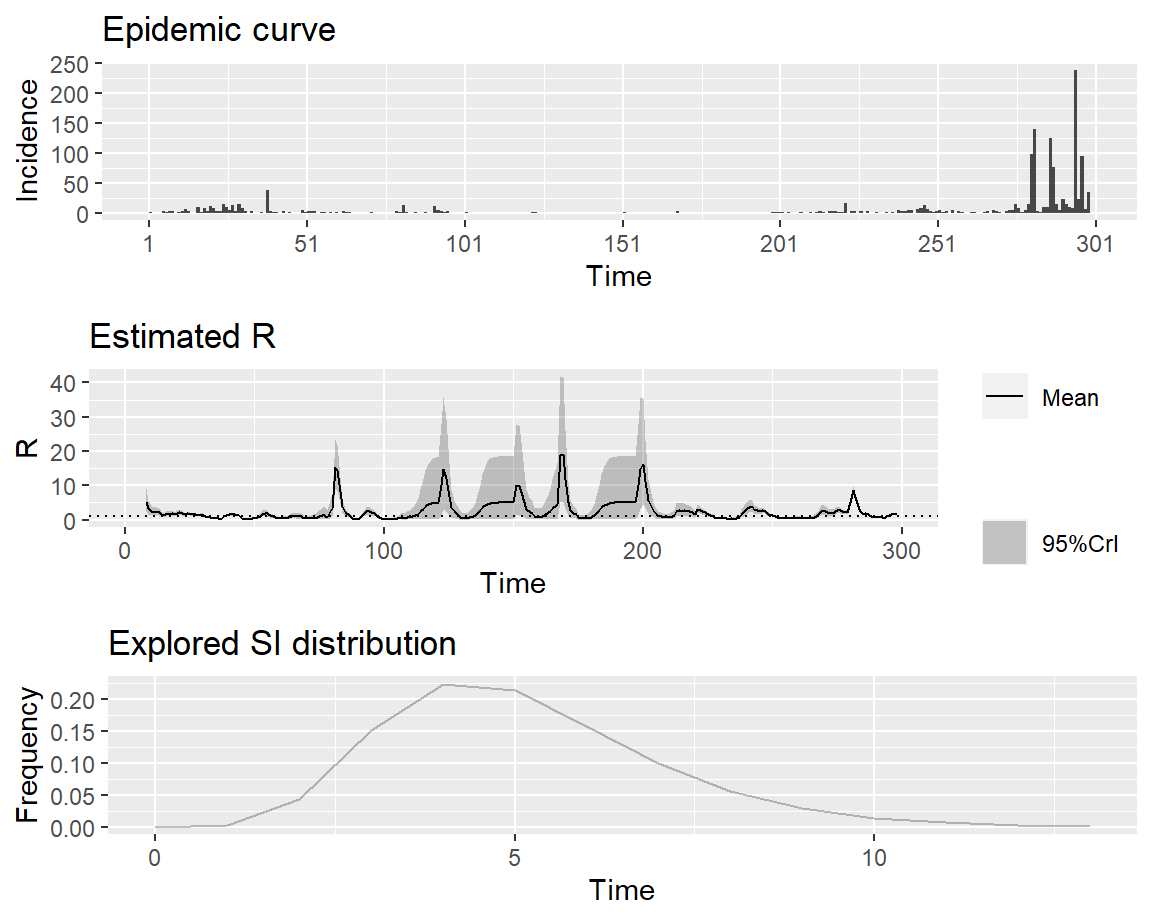 Epidemic curve
250
200
150
100
50
0
Incidence
1 51 101 151 201 251 301
Time
Estimated R
40
30
20
10
0
R
0 100 200 300
Time
Mean
95%CrI
Explored SI distribution
0.20
0.15
0.10
0.05
0.00
Frequency
0 5 10
Time